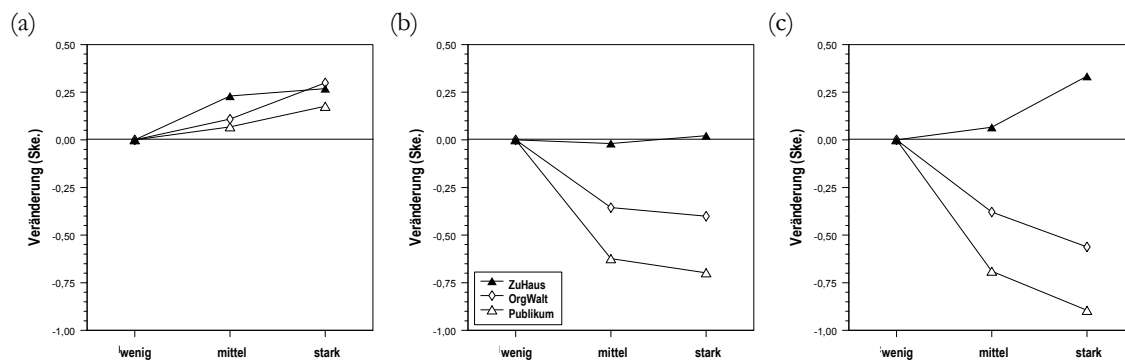 (a)
(b)
(c)
0,50
0,25
0,00
-0,25
-0,50
-0,75
-1,00
Veränderung (Ske.)
wenig
mittel
stark
0,50
0,25
0,00
-0,25
-0,50
-0,75
-1,00
Veränderung (Ske.)
ZuHaus
OrgWalt
Publikum
wenig
mittel
stark
0,50
0,25
0,00
-0,25
-0,50
-0,75
-1,00
Veränderung (Ske.)
wenig
mittel
stark